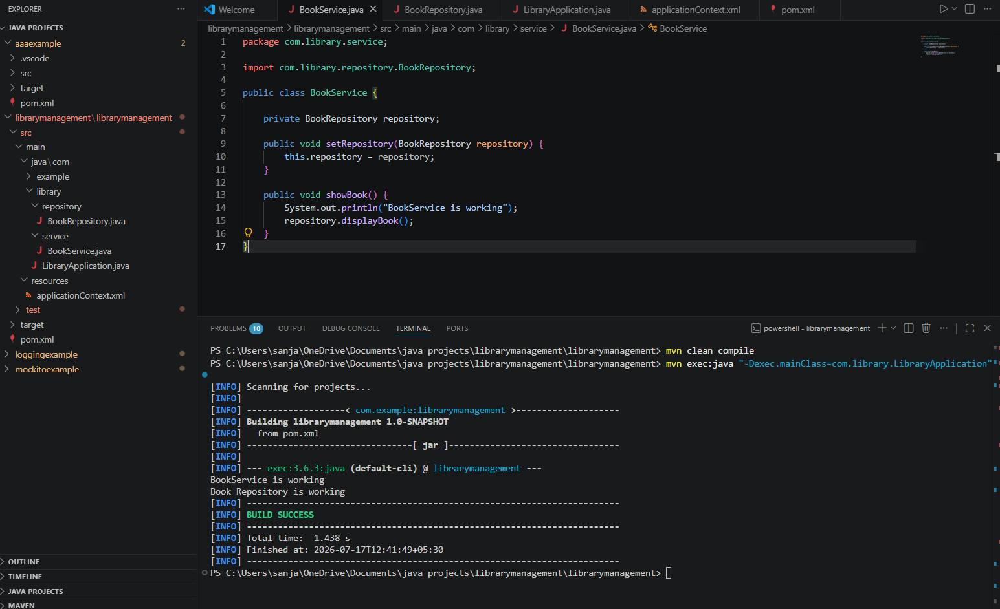 EXPLORER
JAVA PROJECTS
aaaexample 2
.vscode
src
target
pom.xml
librarymanagement\librarymanagement
src
main
java\com
example
library
repository
BookRepository.java
service
BookService.java
LibraryApplication.java
resources
applicationContext.xml
test
target
pom.xml
loggingexample
mockitoexample
OUTLINE
TIMELINE
JAVA PROJECTS
MAVEN
Welcome BookService.java BookRepository.java LibraryApplication.java applicationContext.xml pom.xml
librarymanagement > librarymanagement > src > main > java > com > library > service > BookService.java > BookService
1 package com.library.service;
2
3 import com.library.repository.BookRepository;
4
5 public class BookService {
6
7     private BookRepository repository;
8
9     public void setRepository(BookRepository repository) {
10         this.repository = repository;
11     }
12
13     public void showBook() {
14         System.out.println("BookService is working");
15         repository.displayBook();
16     }
17 }
PROBLEMS 10 OUTPUT DEBUG CONSOLE TERMINAL PORTS powershell - librarymanagement
PS C:\Users\sanja\OneDrive\Documents\java projects\librarymanagement\librarymanagement> mvn clean compile
PS C:\Users\sanja\OneDrive\Documents\java projects\librarymanagement\librarymanagement> mvn exec:java "-Dexec.mainClass=com.library.LibraryApplication"
[INFO] Scanning for projects...
[INFO]
[INFO] -------------------< com.example:librarymanagement >--------------------
[INFO] Building librarymanagement 1.0-SNAPSHOT
[INFO]   from pom.xml
[INFO] --------------------------------[ jar ]---------------------------------
[INFO]
[INFO] --- exec:3.6.3:java (default-cli) @ librarymanagement ---
BookService is working
Book Repository is working
[INFO] ------------------------------------------------------------------------
[INFO] BUILD SUCCESS
[INFO] ------------------------------------------------------------------------
[INFO] Total time:  1.438 s
[INFO] Finished at: 2026-07-17T12:41:49+05:30
[INFO] ------------------------------------------------------------------------
PS C:\Users\sanja\OneDrive\Documents\java projects\librarymanagement\librarymanagement>